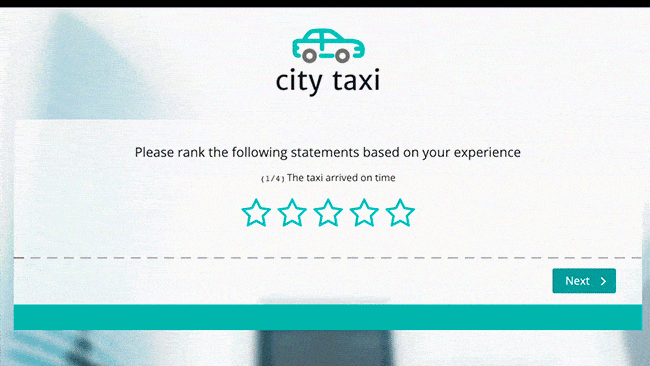 city taxi
Please rank the following statements based on your experience
(1/4) The taxi arrived on time
Next